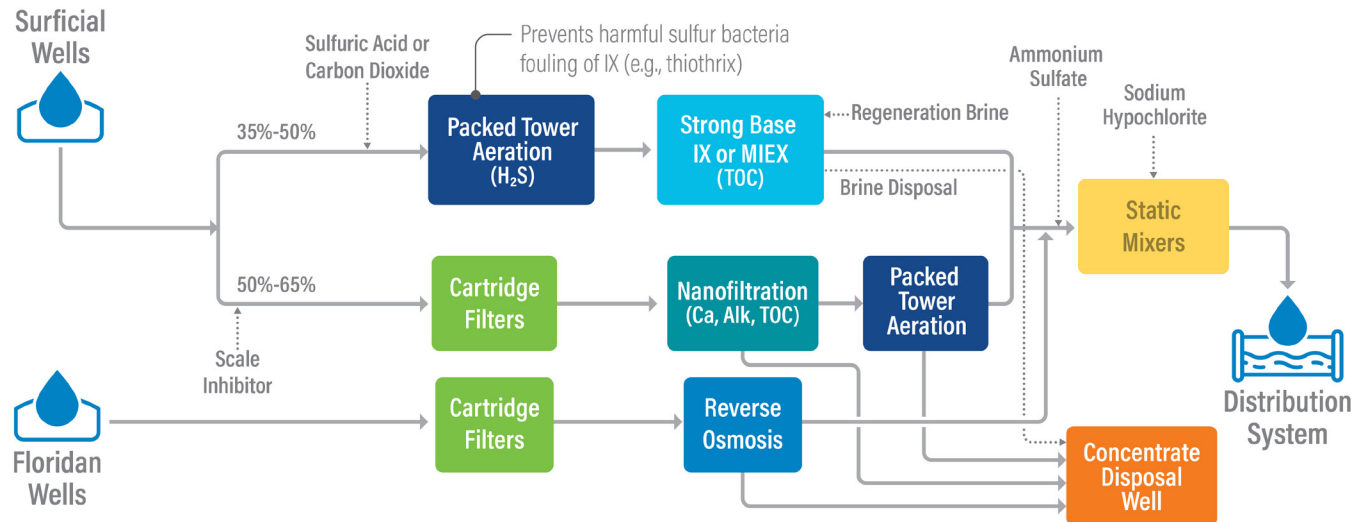 Surficial
Wells
Sulfuric Acid or
Carbon Dioxide
Prevents harmful sulfur bacteria
fouling of IX (e.g., thiothrix)
Ammonium
Sulfate
Sodium
Hypochlorite
35%-50%
Packed Tower
Aeration
(H₂S)
Strong Base
IX or MIEX
(TOC)
Regeneration Brine
Brine Disposal
Static
Mixers
50%-65%
Scale
Inhibitor
Cartridge
Filters
Nanofiltration
(Ca, Alk, TOC)
Packed
Tower
Aeration
Distribution
System
Floridan
Wells
Cartridge
Filters
Reverse
Osmosis
Concentrate
Disposal
Well